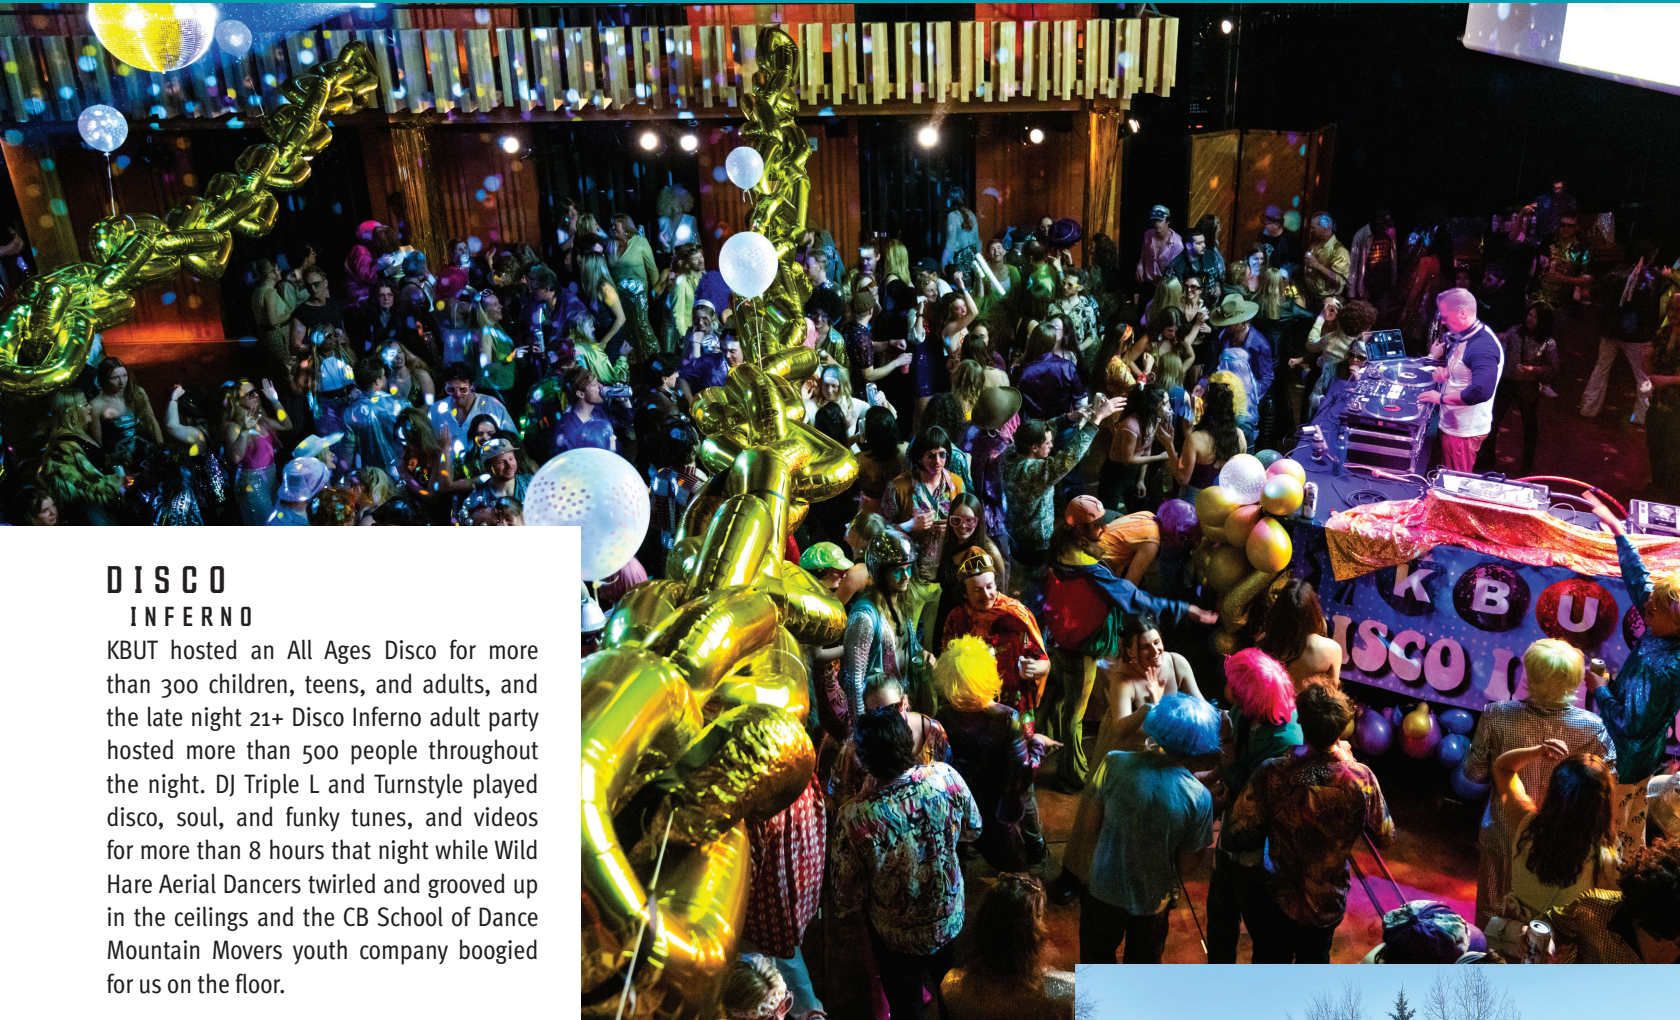 DISCO
INFERNO
KBUT hosted an All Ages Disco for more
than 300 children, teens, and adults, and
the late night 21+ Disco Inferno adult party
hosted more than 500 people throughout
the night. DJ Triple L and Turnstyle played
disco, soul, and funky tunes, and videos
for more than 8 hours that night while Wild
Hare Aerial Dancers twirled and grooved up
in the ceilings and the CB School of Dance
Mountain Movers youth company boogied
for us on the floor.
KBU
DISCO I